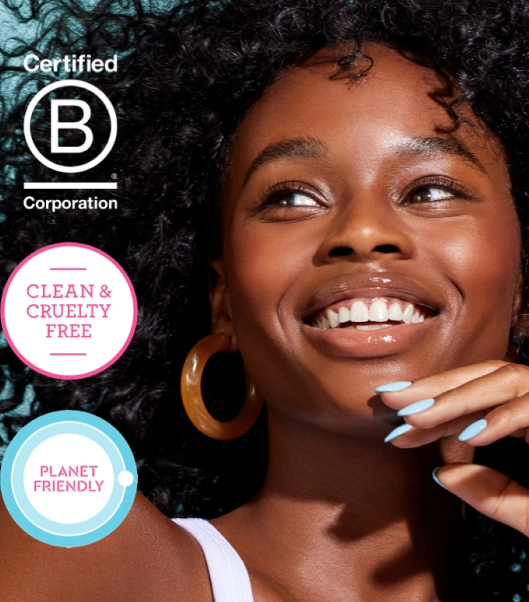 Certified
B
®
Corporation
CLEAN &
CRUELTY
FREE
PLANET
FRIENDLY